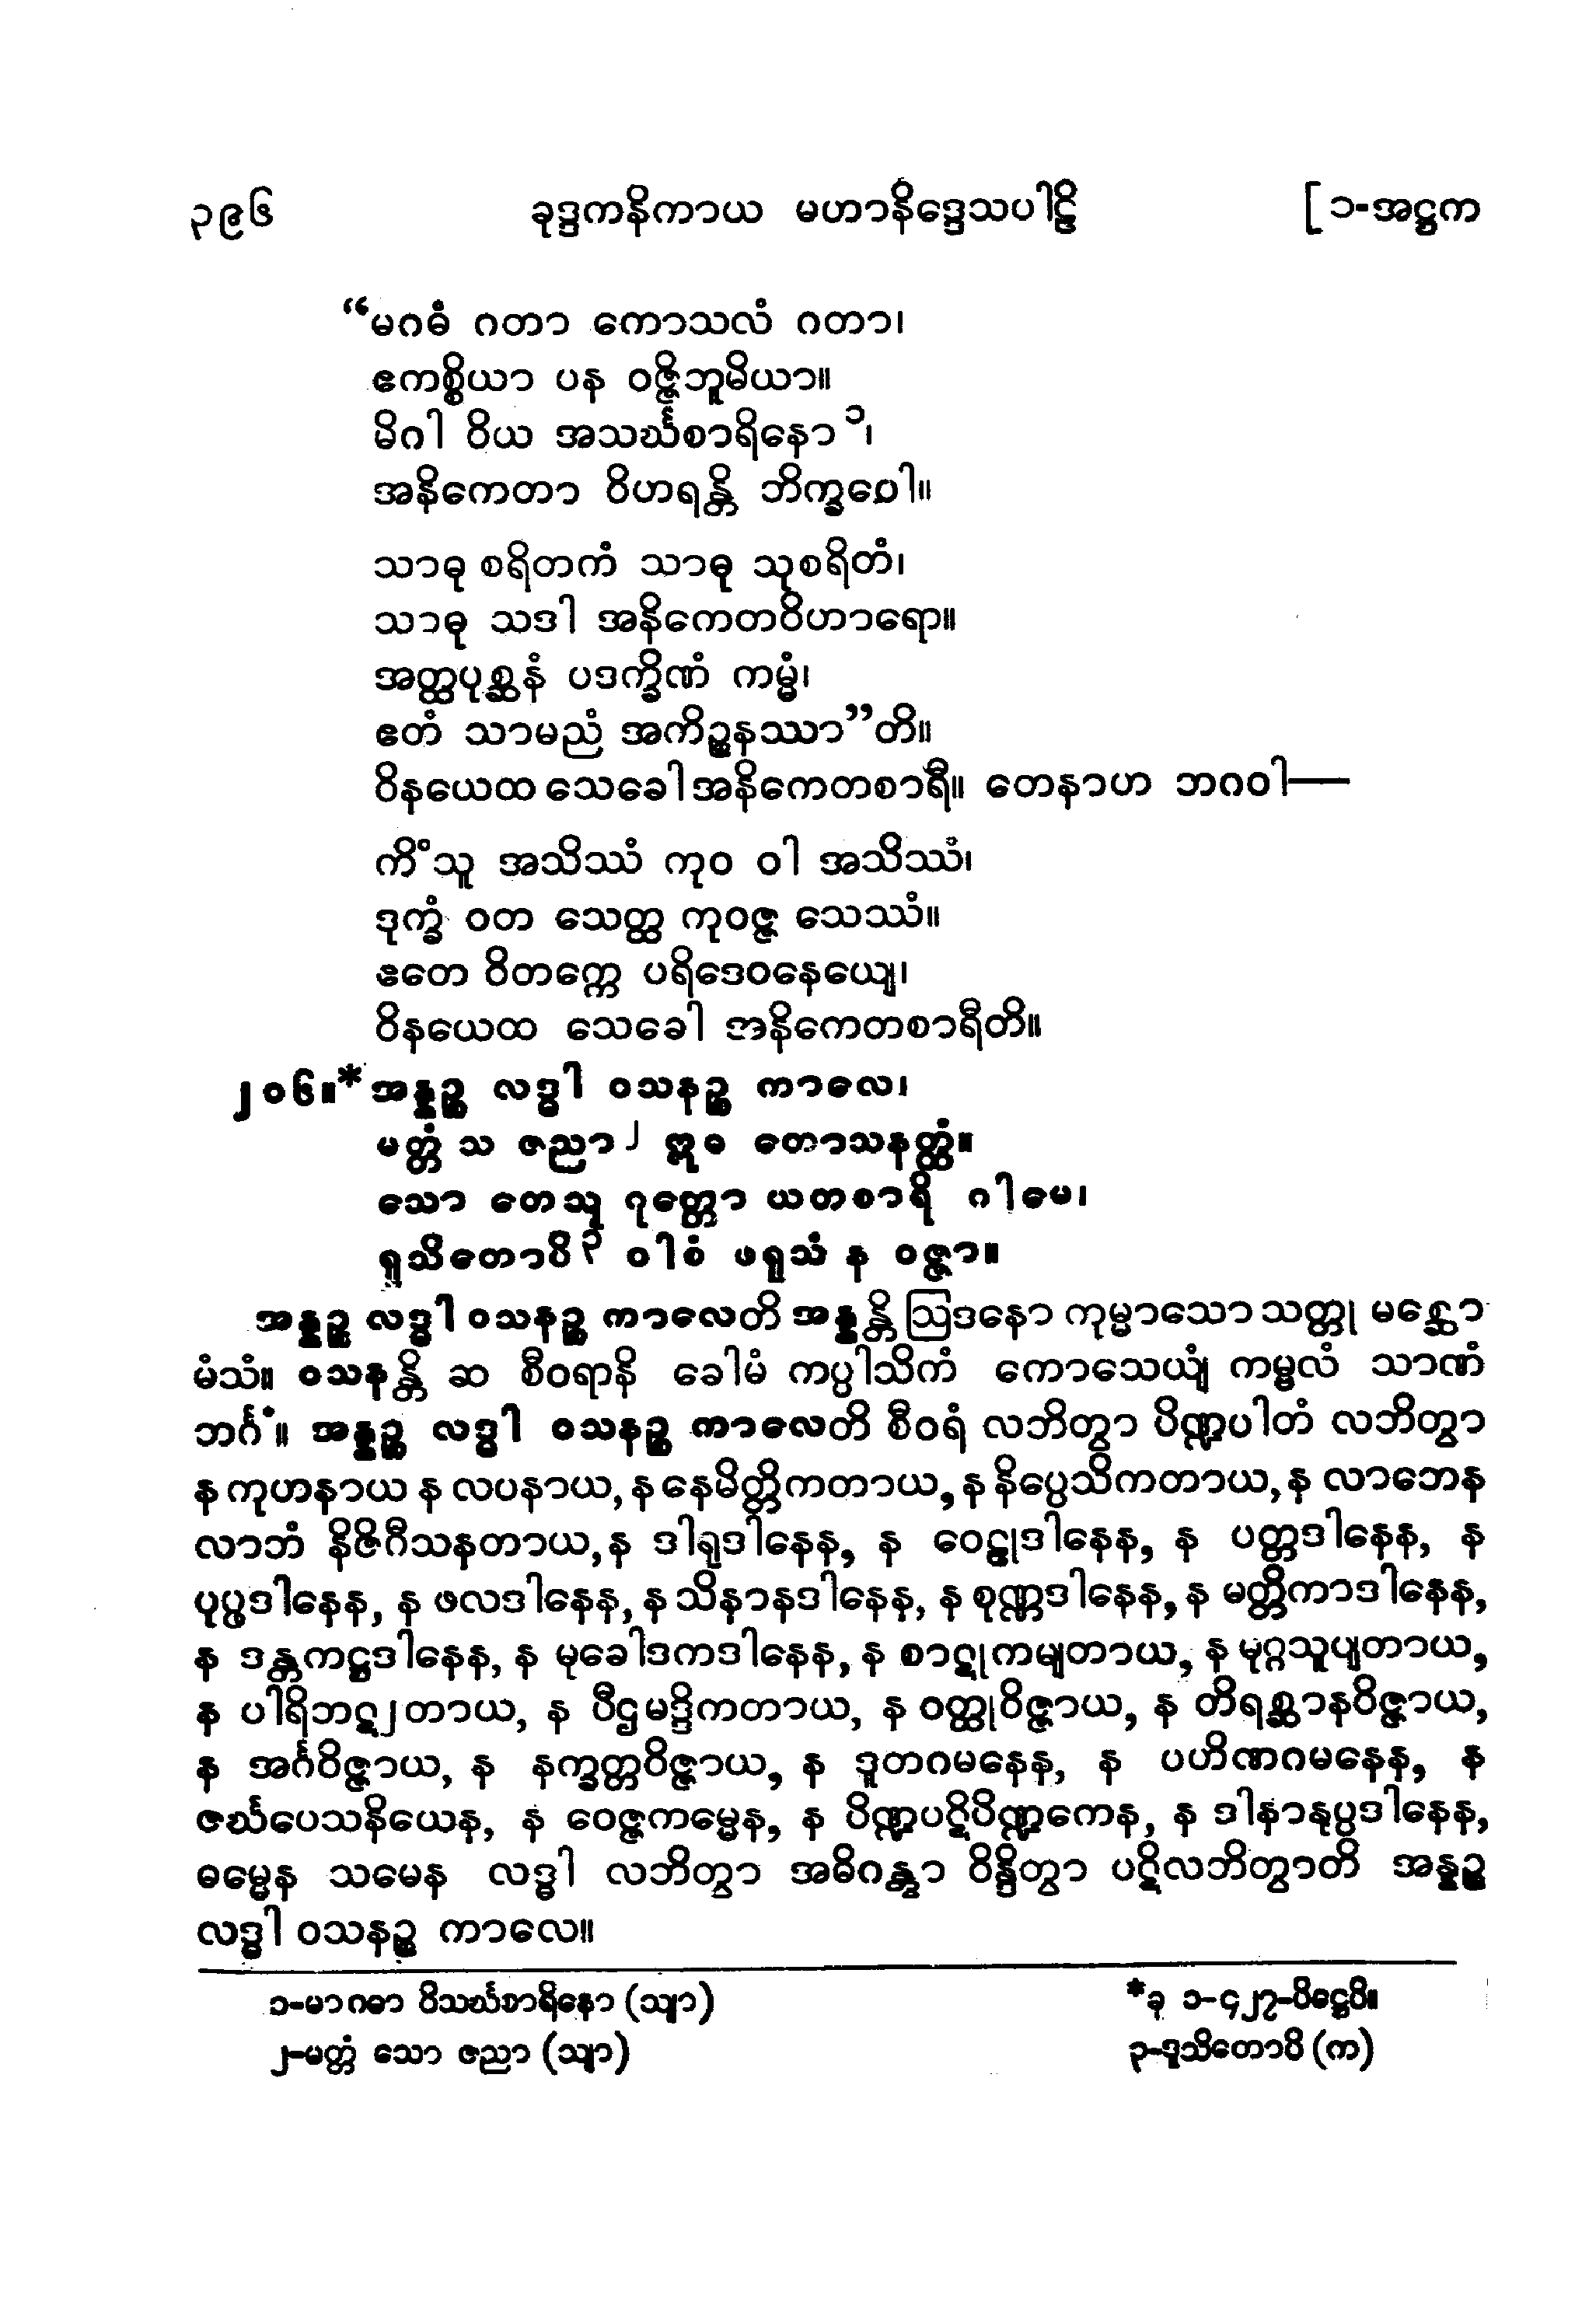 ၃၉၆ ခုဒ္ဒကနိကာယ မဟာနိဒ္ဒေသပါဠိ [၁-အဋ္ဌက
“မဂဓံ ဂတာ ကောသလံ ဂတာ၊
ဧကစ္စိယာ ပန ဝဇ္ဇိဘူမိယာ။
မိဂါ ဝိယ အသင်္ဃစာရိနော ၁၊
အနိကေတာ ဝိဟရန္တိ ဘိက္ခဝေါ။
သာဓု စရိတကံ သာဓု သုစရိတံ၊
သာဓု သဒါ အနိကေတဝိဟာရော။
အတ္ထပုစ္ဆနံ ပဒက္ခိဏံ ကမ္မံ၊
ဧတံ သာမညံ အကိဉ္စနဿာ”တိ။
ဝိနယေထ သေခေါ အနိကေတစာရီ။ တေနာဟ ဘဂဝါ—
ကိံသူ အသိဿံ ကုဝ ဝါ အသိဿံ၊
ဒုက္ခံ ဝတ သေတ္ထ ကုဝဇ္ဇ သေဿံ။
ဧတေ ဝိတက္ကေ ပရိဒေဝနေယျေ၊
ဝိနယေထ သေခေါ အနိကေတစာရီတိ။
၂၀၆။* အန္နဉ္စ လဒ္ဓါ ဝသနဉ္စ ကာလေ၊
မတ္တံ သ ဇညာ ၂ ဣဓ တောသနတ္ထံ။
သော တေသု ဂုတ္တော ယတစာရိ ဂါမေ၊
ရူသိတောပိ ၃ ဝါစံ ဖရုသံ န ဝဇ္ဇာ။
အန္နဉ္စ လဒ္ဓါ ဝသနဉ္စ ကာလေတိ အန္နန္တိ ဩဒနော ကုမ္မာသော သတ္တု မစ္ဆော
မံသံ။ ဝသနန္တိ ဆ စီဝရာနိ ခေါမံ ကပ္ပါသိကံ ကောသေယျံ ကမ္ဗလံ သာဏံ
ဘင်္ဂံ။ အန္နဉ္စ လဒ္ဓါ ဝသနဉ္စ ကာလေတိ စီဝရံ လဘိတွာ ပိဏ္ဍပါတံ လဘိတွာ
န ကုဟနာယ န လပနာယ, န နေမိတ္တိကတာယ, န နိပ္ပေသိကတာယ, န လာဘေန
လာဘံ နိဇိဂီသနတာယ, န ဒါရုဒါနေန, န ဝေဠုဒါနေန, န ပတ္တဒါနေန, န
ပုပ္ဖဒါနေန, န ဖလဒါနေန, န သိနာနဒါနေန, န စုဏ္ဏဒါနေန, န မတ္တိကာဒါနေန,
န ဒန္တကဋ္ဌဒါနေန, န မုခေါဒကဒါနေန, န စာဋုကမျတာယ, န မုဂ္ဂသူပျတာယ,
န ပါရိဘဋျတာယ, န ပီဌမဒ္ဒိကတာယ, န ဝတ္ထုဝိဇ္ဇာယ, န တိရစ္ဆာနဝိဇ္ဇာယ,
န အင်္ဂဝိဇ္ဇာယ, န နက္ခတ္တဝိဇ္ဇာယ, န ဒူတဂမနေန, န ပဟိဏဂမနေန, န
ဇင်္ဃပေသနိယေန, န ဝေဇ္ဇကမ္မေန, န ပိဏ္ဍပဋိပိဏ္ဍကေန, န ဒါနာနုပ္ပဒါနေန,
ဓမ္မေန သမေန လဒ္ဓါ လဘိတွာ အဓိဂန္တွာ ဝိန္ဒိတွာ ပဋိလဘိတွာတိ အန္နဉ္စ
လဒ္ဓါ ဝသနဉ္စ ကာလေ။
၁-မာဂဓာ ဝိသင်္ဃစာရိနော (သျာ) *ခု ၁-၄၂၇-ပိဋ္ဌေပိ။
၂-မတ္တံ သော ဇညာ (သျာ) ၃-ဒူသိတောပိ (က)